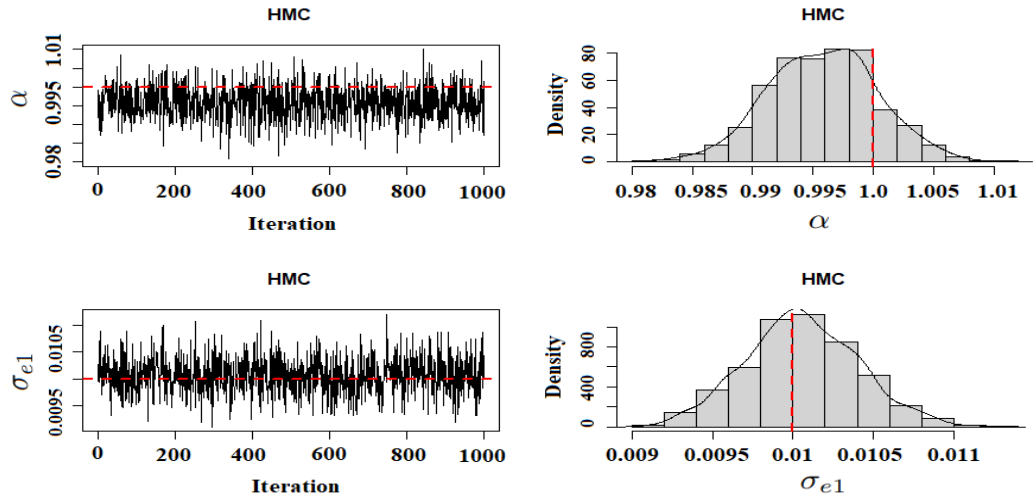 HMC
α
1.01
0.995
0.98
0 200 400 600 800 1000
Iteration
HMC
Density
80
60
40
20
0
0.98 0.985 0.99 0.995 1.0 1.005 1.01
α
HMC
σe1
0.0105
0.0095
0 200 400 600 800 1000
Iteration
HMC
Density
800
400
0
0.009 0.0095 0.01 0.0105 0.011
σe1